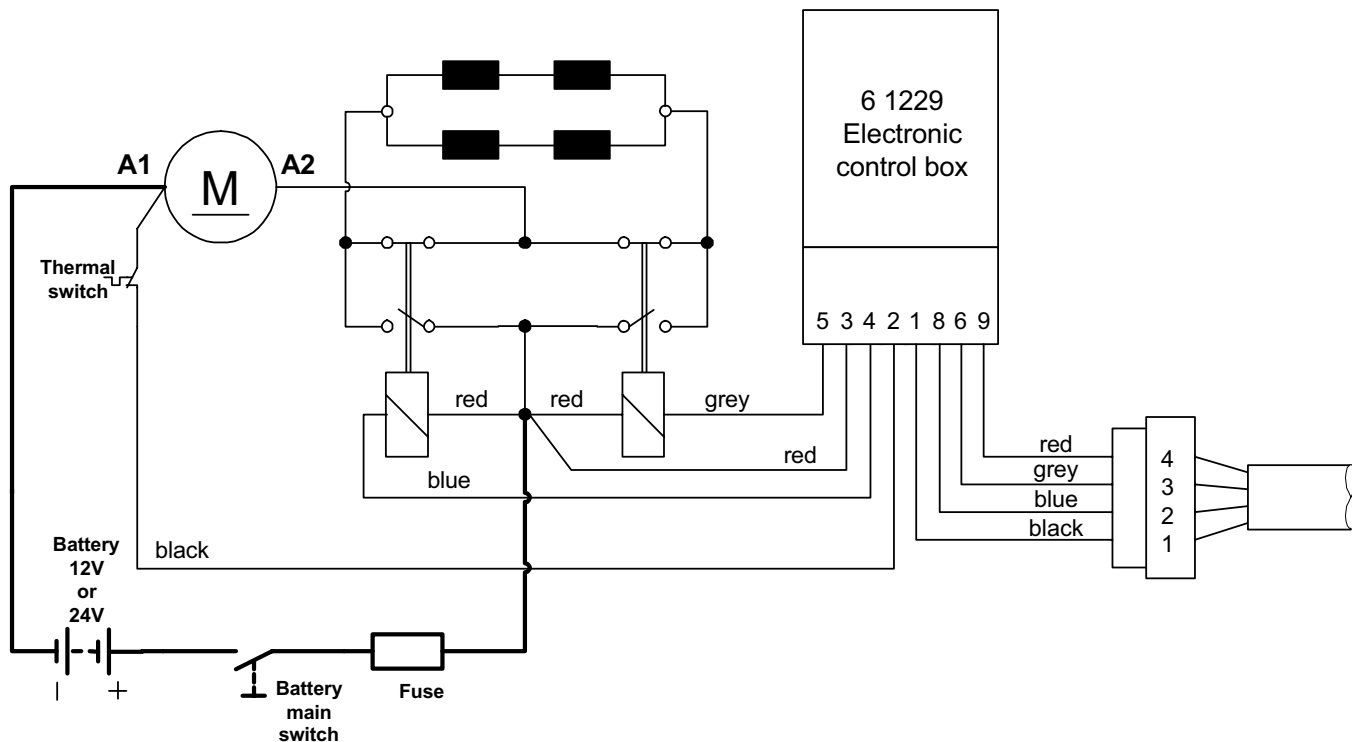 6 1229
Electronic
control box
A1
M
A2
Thermal
switch
5 3 4 2 1 8 6 9
red
red
grey
red
blue
red
grey
blue
black
4
3
2
1
black
Battery
12V
or
24V
Battery
main
switch
Fuse